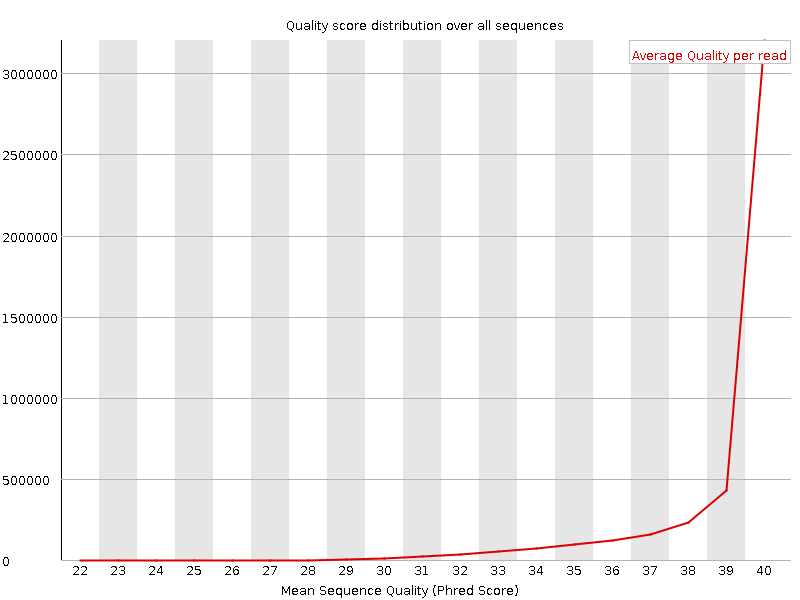 Quality score distribution over all sequences
Average Quality per read
3000000
2500000
2000000
1500000
1000000
500000
0
22 23 24 25 26 27 28 29 30 31 32 33 34 35 36 37 38 39 40
Mean Sequence Quality (Phred Score)